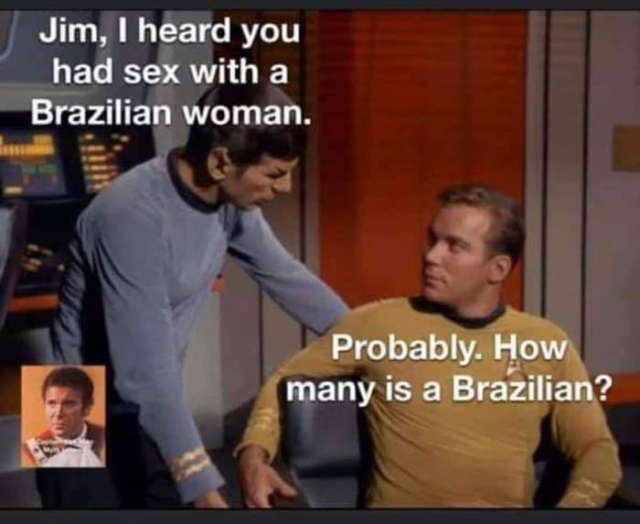 Jim, I heard you
had sex with a
Brazilian woman.
Probably. How
many is a Brazilian?